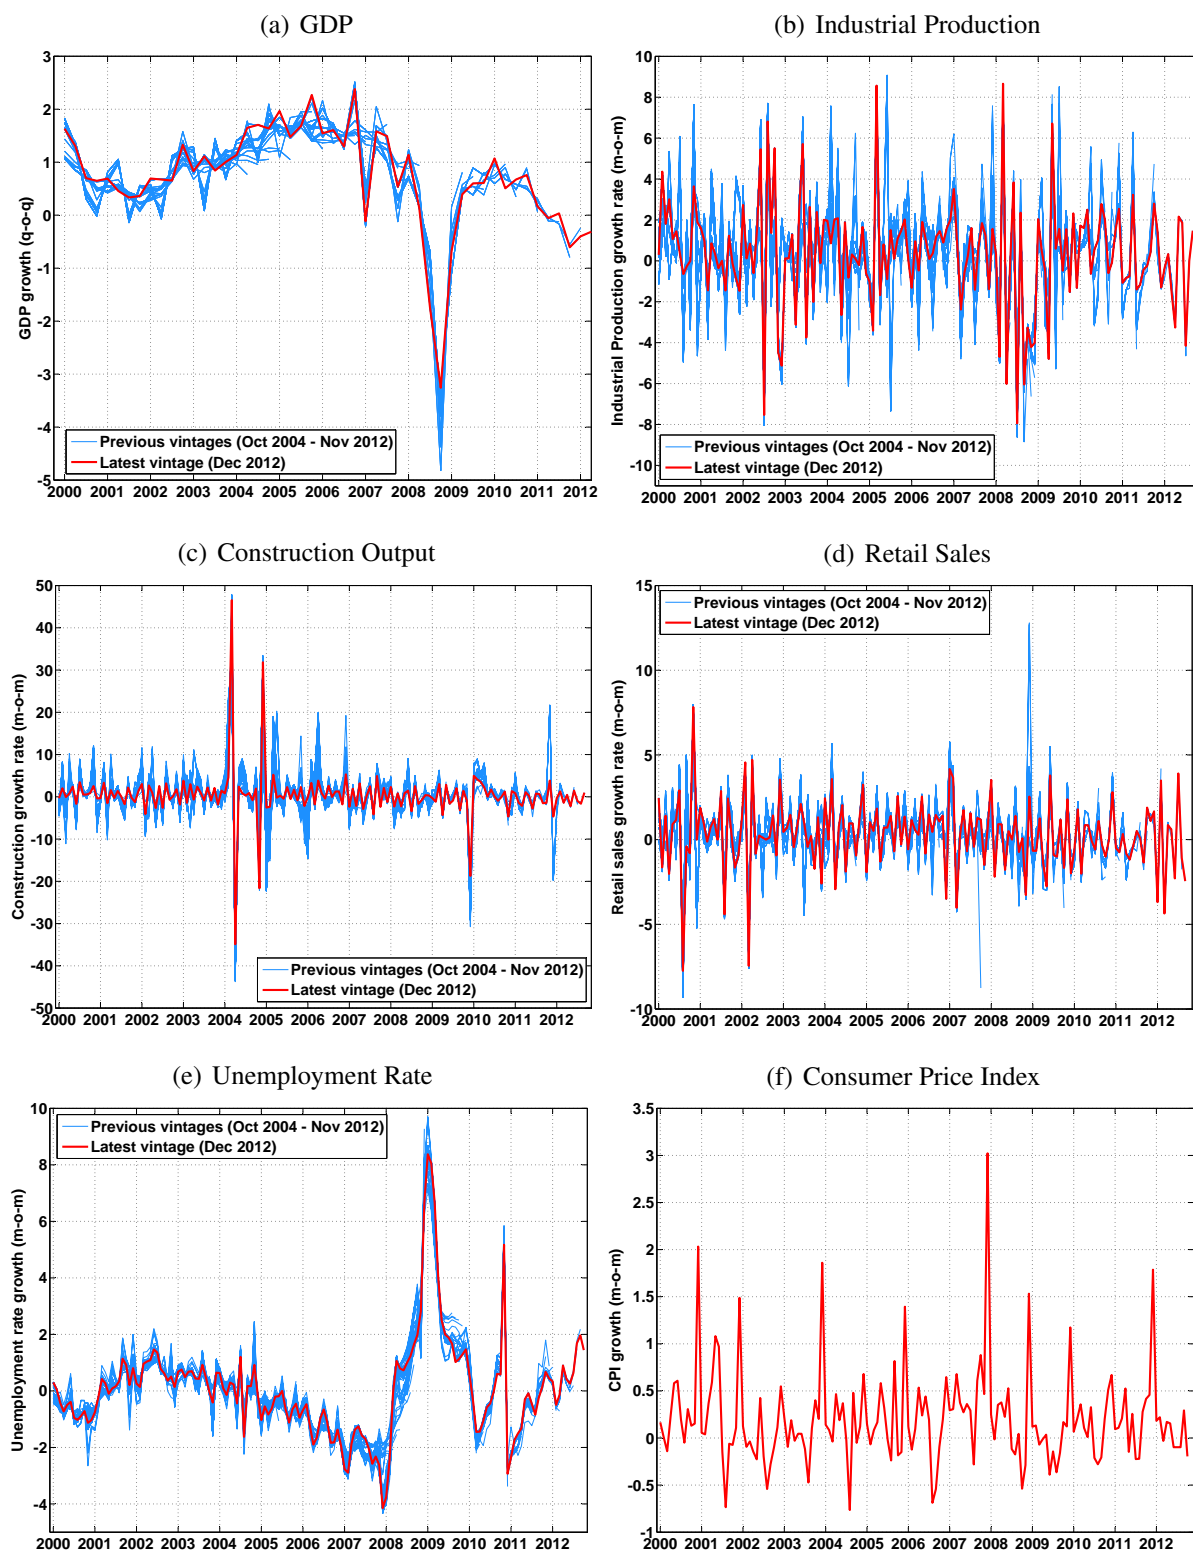 (a) GDP
GDP growth (q-o-q)
3
2
1
0
-1
-2
-3
-4
-5
Previous vintages (Oct 2004 - Nov 2012)
Latest vintage (Dec 2012)
2000 2001 2002 2003 2004 2005 2006 2007 2008 2009 2010 2011 2012
(b) Industrial Production
Industrial Production growth rate (m-o-m)
10
8
6
4
2
0
-2
-4
-6
-8
-10
Previous vintages (Oct 2004 - Nov 2012)
Latest vintage (Dec 2012)
2000 2001 2002 2003 2004 2005 2006 2007 2008 2009 2010 2011 2012
(c) Construction Output
Construction growth rate (m-o-m)
50
40
30
20
10
0
-10
-20
-30
-40
-50
Previous vintages (Oct 2004 - Nov 2012)
Latest vintage (Dec 2012)
2000 2001 2002 2003 2004 2005 2006 2007 2008 2009 2010 2011 2012
(d) Retail Sales
Retail sales growth rate (m-o-m)
15
10
5
0
-5
-10
Previous vintages (Oct 2004 - Nov 2012)
Latest vintage (Dec 2012)
2000 2001 2002 2003 2004 2005 2006 2007 2008 2009 2010 2011 2012
(e) Unemployment Rate
Unemployment rate growth (m-o-m)
10
8
6
4
2
0
-2
-4
Previous vintages (Oct 2004 - Nov 2012)
Latest vintage (Dec 2012)
2000 2001 2002 2003 2004 2005 2006 2007 2008 2009 2010 2011 2012
(f) Consumer Price Index
CPI growth (m-o-m)
3.5
3
2.5
2
1.5
1
0.5
0
-0.5
-1
2000 2001 2002 2003 2004 2005 2006 2007 2008 2009 2010 2011 2012